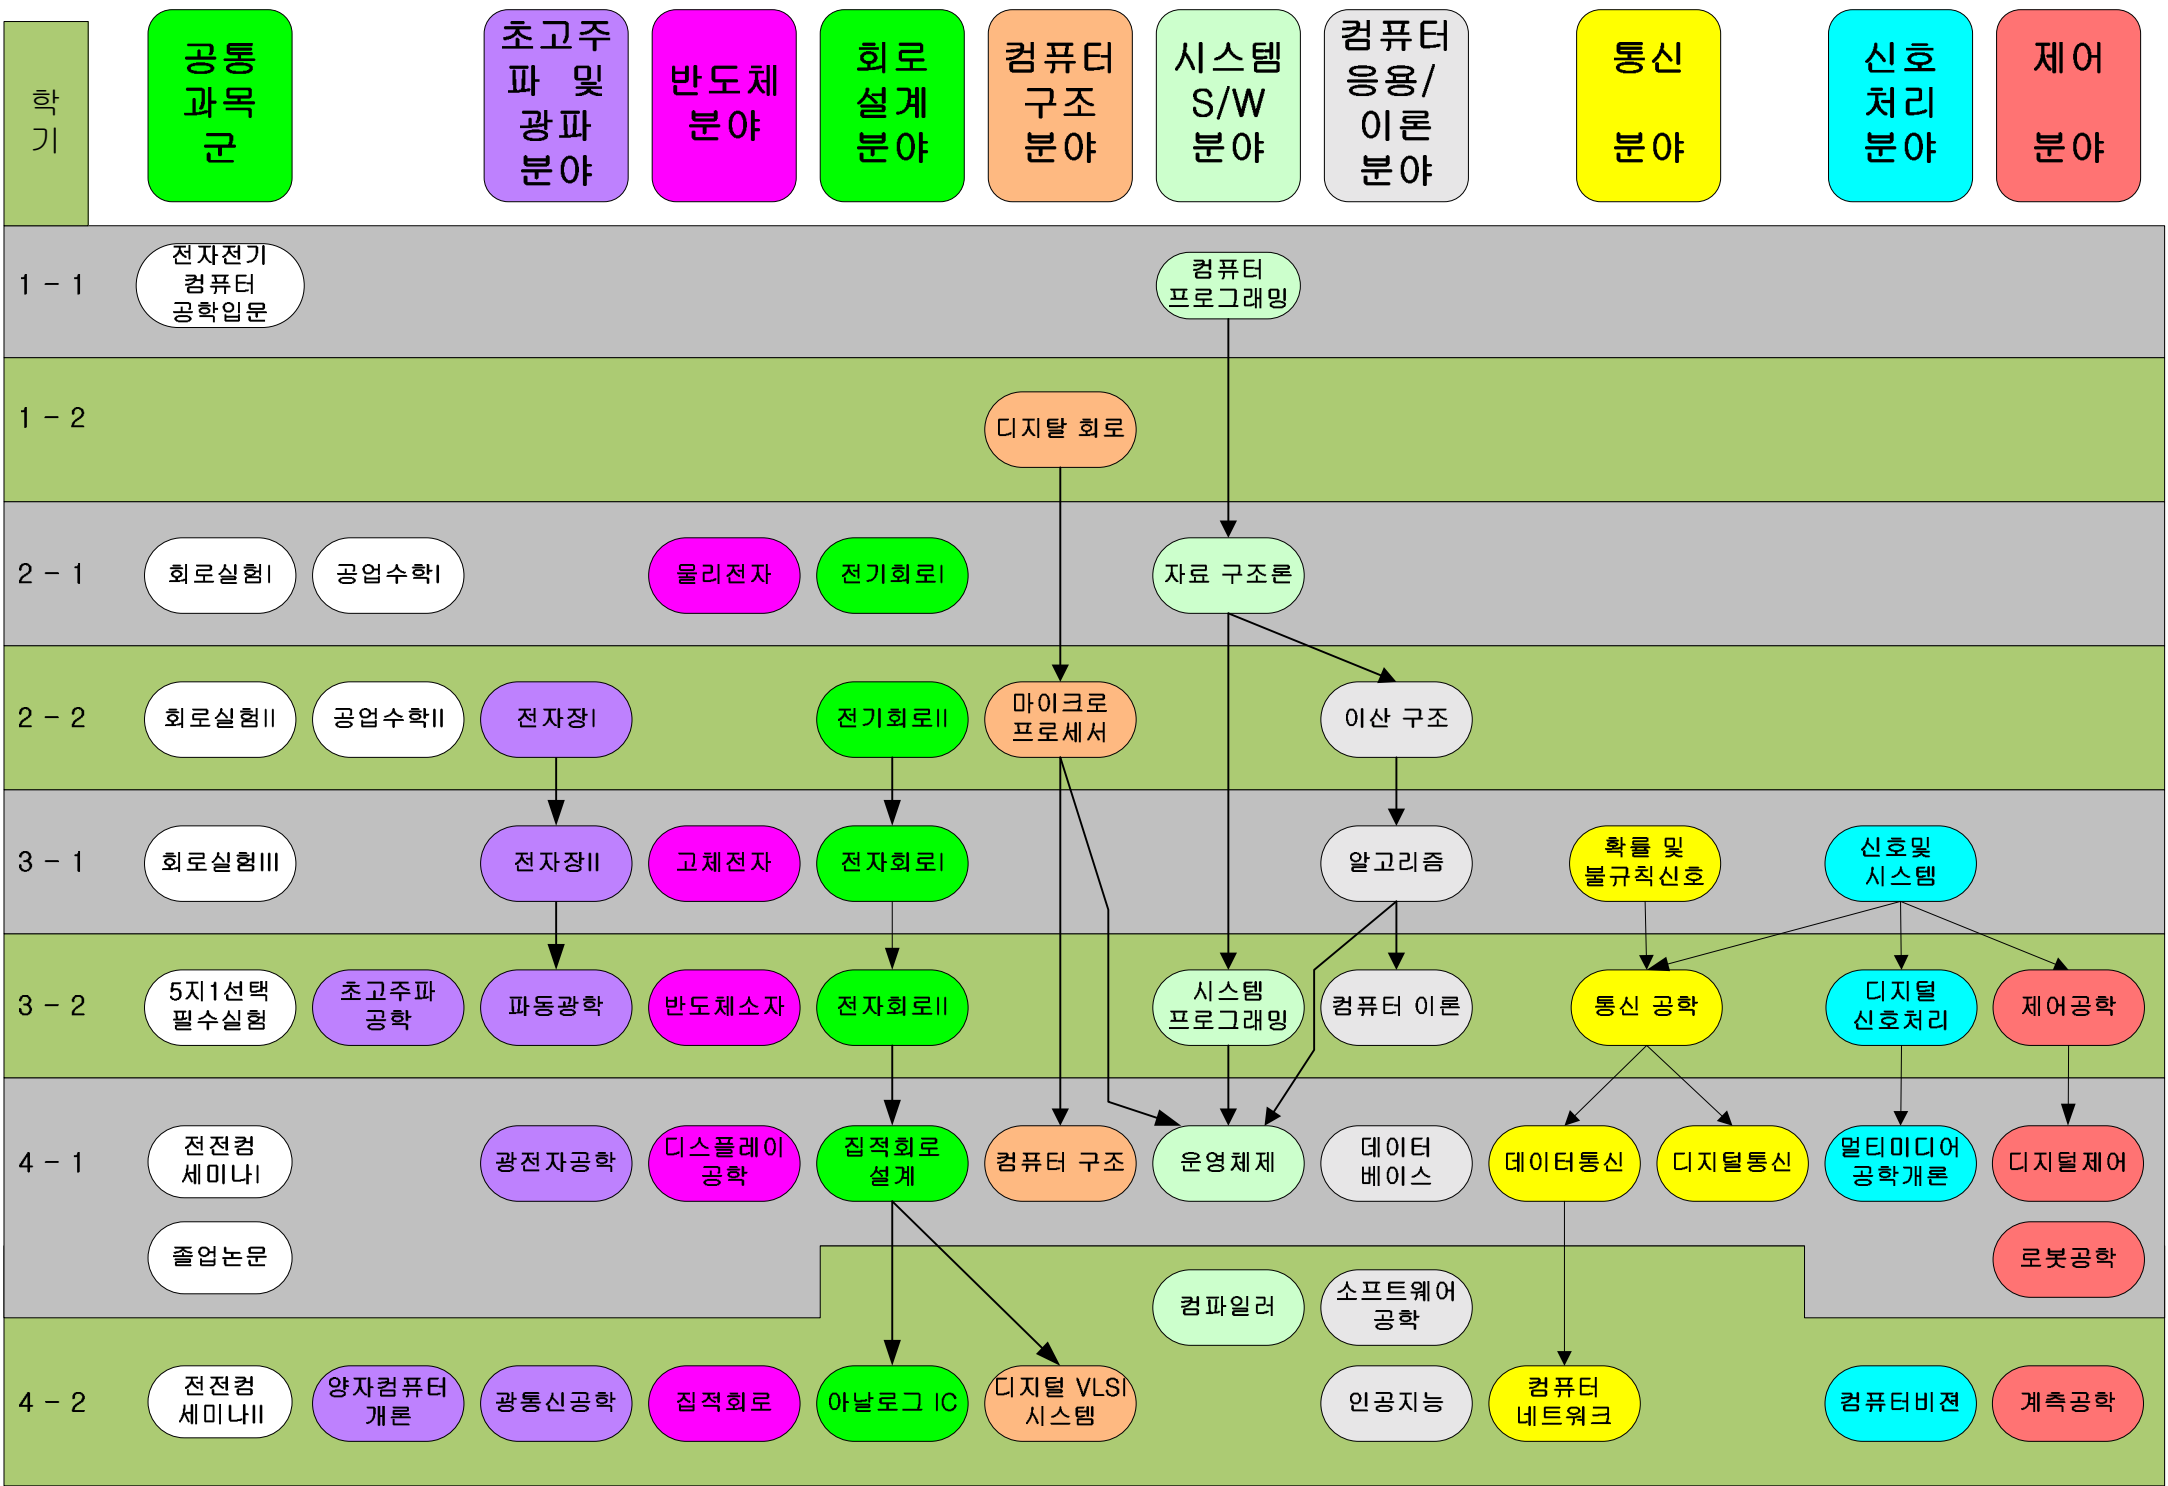 학
기
공통
과목
군
초고주
파 및
광파
분야
반도체
분야
회로
설계
분야
컴퓨터
구조
분야
시스템
S/W
분야
컴퓨터
응용/
이론
분야
통신
분야
신호
처리
분야
제어
분야
1 - 1
전자전기
컴퓨터
공학입문
컴퓨터
프로그래밍
1 - 2
디지탈 회로
2 - 1
회로실험I
공업수학I
물리전자
전기회로I
자료 구조론
2 - 2
회로실험II
공업수학II
전자장I
전기회로II
마이크로
프로세서
이산 구조
3 - 1
회로실험III
전자장II
고체전자
전자회로I
알고리즘
확률 및
불규칙신호
신호및
시스템
3 - 2
5지1선택
필수실험
초고주파
공학
파동광학
반도체소자
전자회로II
시스템
프로그래밍
컴퓨터 이론
통신 공학
디지털
신호처리
제어공학
4 - 1
전전컴
세미나I
광전자공학
디스플레이
공학
집적회로
설계
컴퓨터 구조
운영체제
데이터
베이스
데이터통신
디지털통신
멀티미디어
공학개론
디지털제어
졸업논문
로봇공학
컴파일러
소프트웨어
공학
4 - 2
전전컴
세미나II
양자컴퓨터
개론
광통신공학
집적회로
아날로그 IC
디지털 VLSI
시스템
인공지능
컴퓨터
네트워크
컴퓨터비젼
계측공학